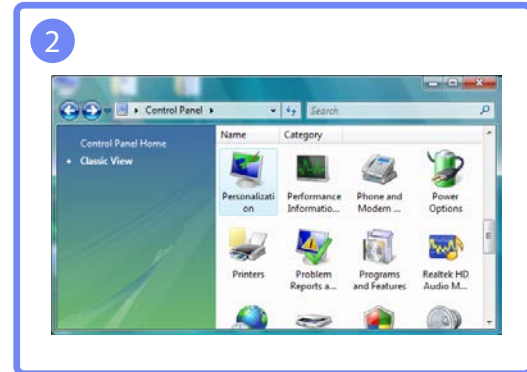 2
Control Panel
Search
Control Panel Home
Classic View
Name Category
Personalizati
on
Performance
Informatio...
Phone and
Modem ...
Power
Options
Printers
Problem
Reports a...
Programs
and Features
Realtek HD
Audio M...